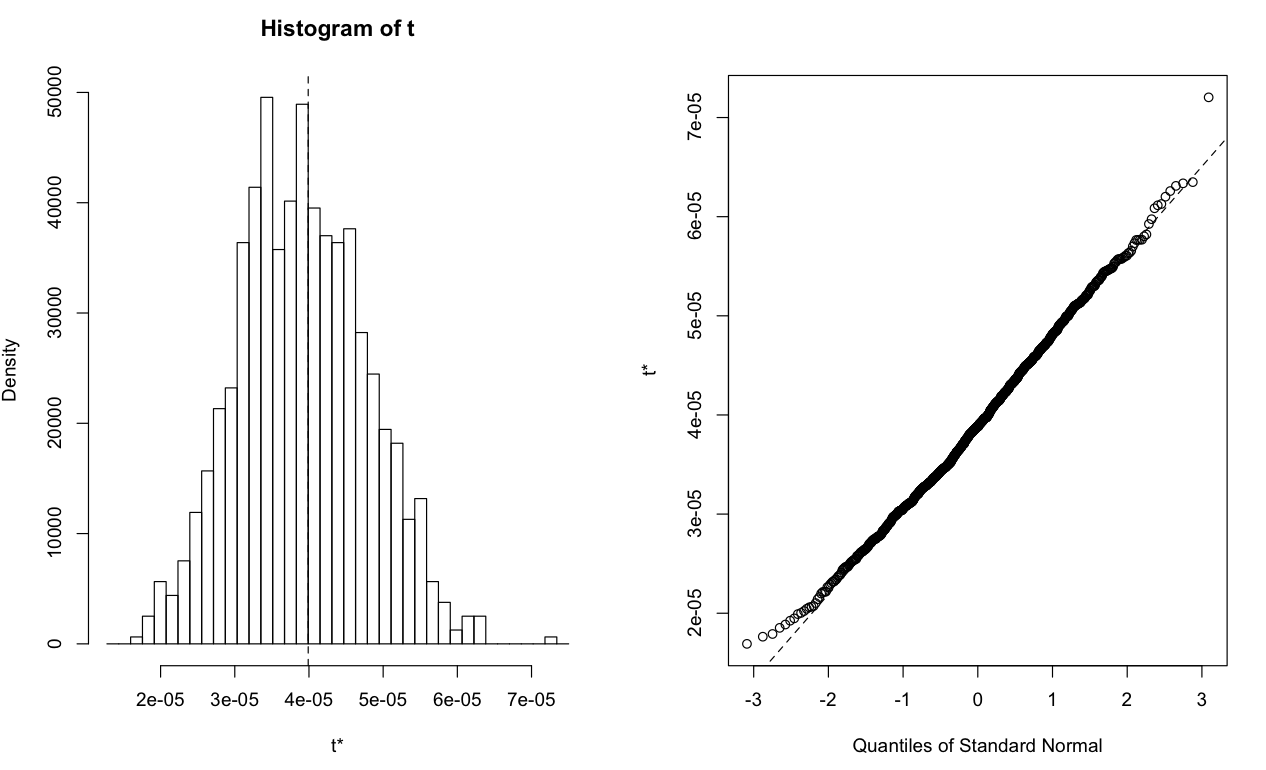 Histogram of t
Density
0
10000
20000
30000
40000
50000
2e-05 3e-05 4e-05 5e-05 6e-05 7e-05
t*
t*
2e-05
3e-05
4e-05
5e-05
6e-05
7e-05
-3 -2 -1 0 1 2 3
Quantiles of Standard Normal